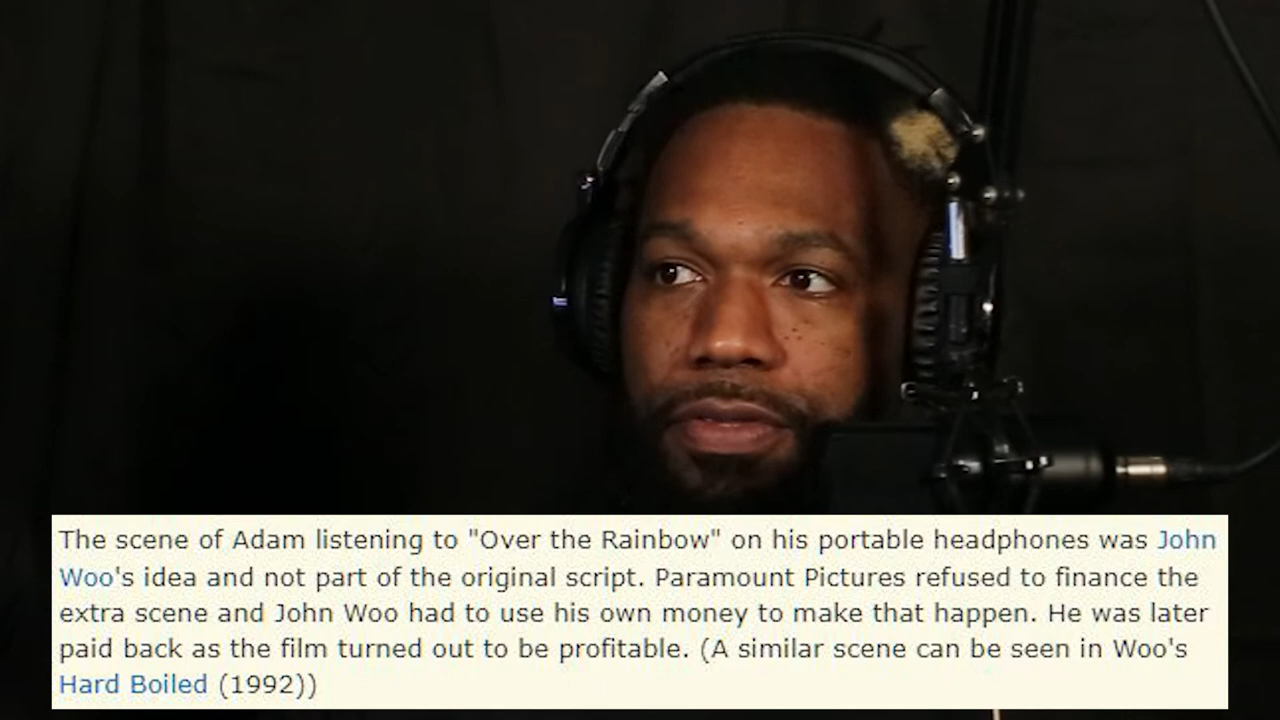 The scene of Adam listening to "Over the Rainbow" on his portable headphones was John
Woo's idea and not part of the original script. Paramount Pictures refused to finance the
extra scene and John Woo had to use his own money to make that happen. He was later
paid back as the film turned out to be profitable. (A similar scene can be seen in Woo's
Hard Boiled (1992))